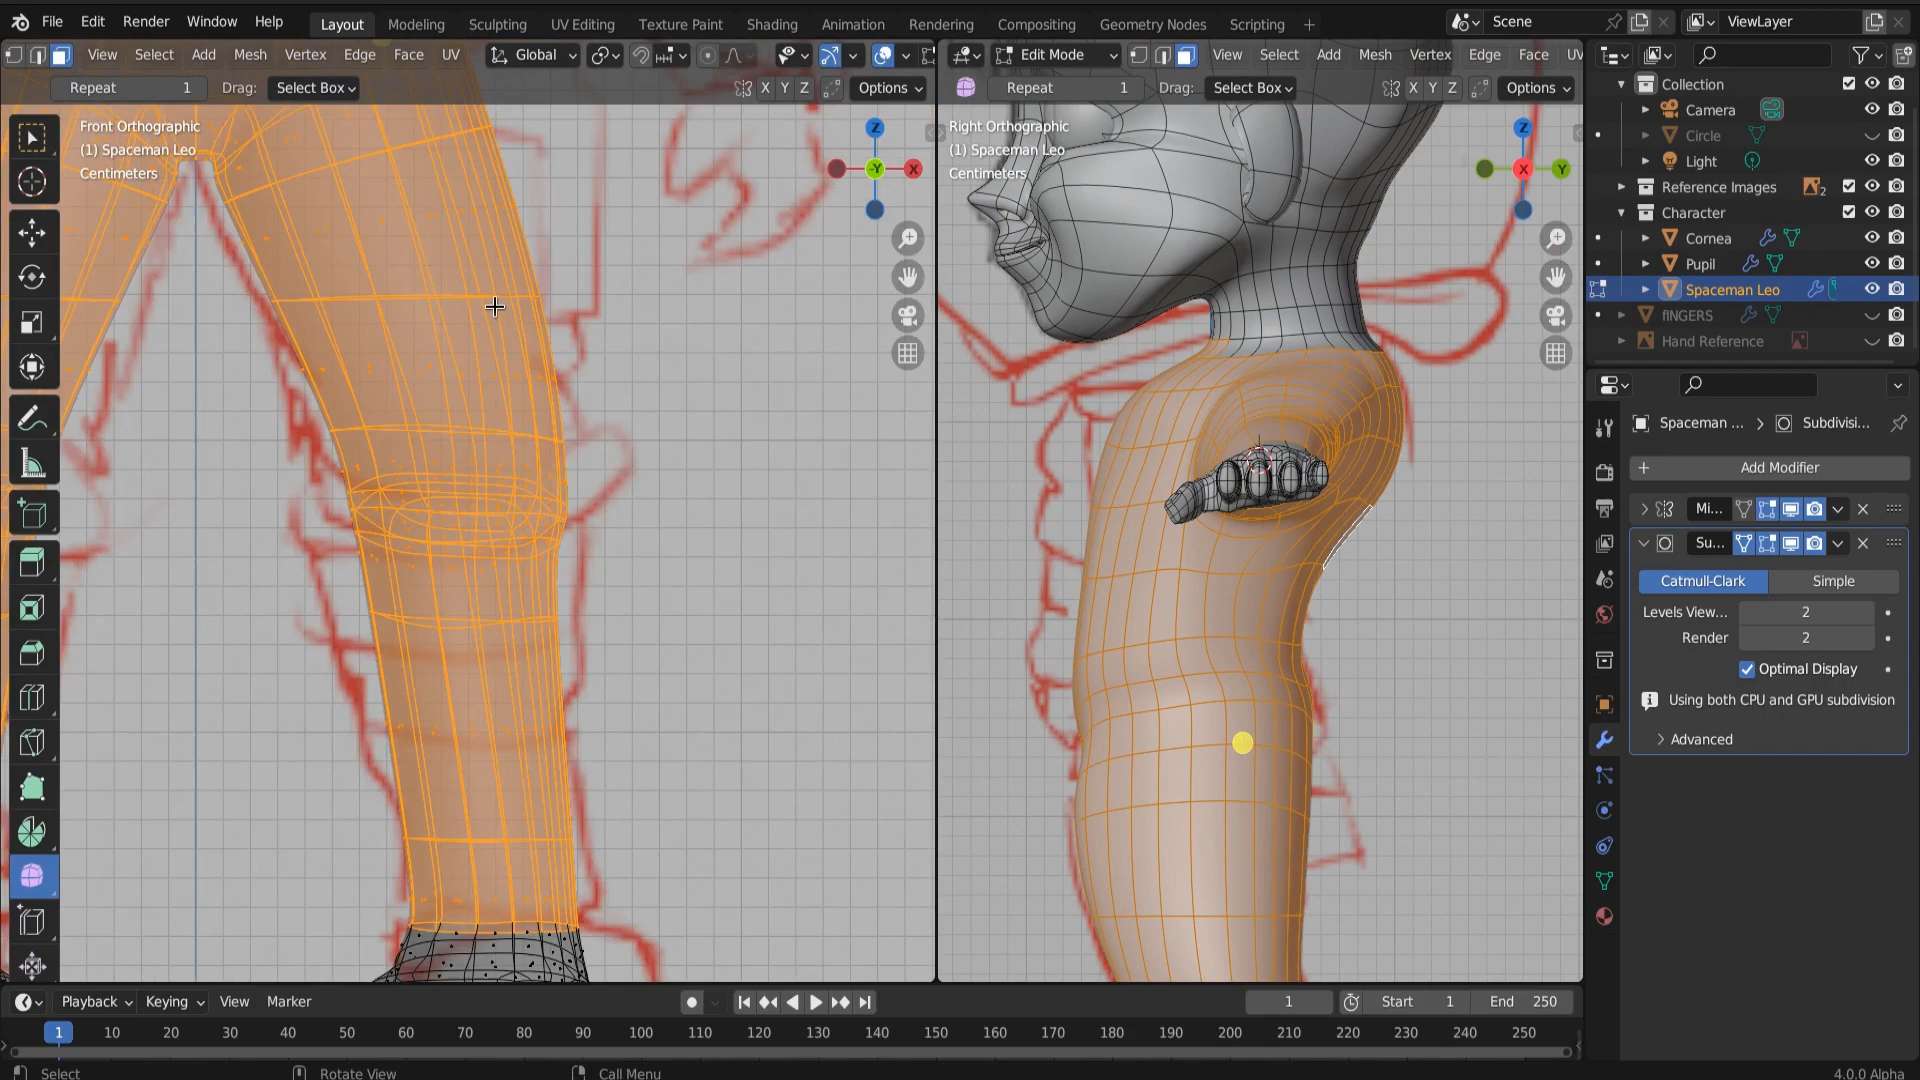 File Edit Render Window Help
Layout Modeling Sculpting UV Editing Texture Paint Shading Animation Rendering Compositing Geometry Nodes Scripting +
Scene
ViewLayer
View Select Add Mesh Vertex Edge Face UV
Global
Edit Mode
View Select Add Mesh Vertex Edge Face UV
Repeat 1 Drag: Select Box X Y Z Options
Repeat 1 Drag: Select Box X Y Z Options
Front Orthographic
(1) Spaceman Leo
Centimeters
Z
-Y
X
Right Orthographic
(1) Spaceman Leo
Centimeters
Z
X
Y
Collection
Camera
Circle
Light
Reference Images 2
Character
Cornea
Pupil
Spaceman Leo
fINGERS
Hand Reference
Spaceman ... > Subdivisi...
+ Add Modifier
Mi...
Su...
Catmull-Clark Simple
Levels View... 2
Render 2
Optimal Display
Using both CPU and GPU subdivision
Advanced
Playback Keying View Marker
1 Start 1 End 250
1 10 20 30 40 50 60 70 80 90 100 110 120 130 140 150 160 170 180 190 200 210 220 230 240 250
Select Rotate View Call Menu
4.0.0 Alpha